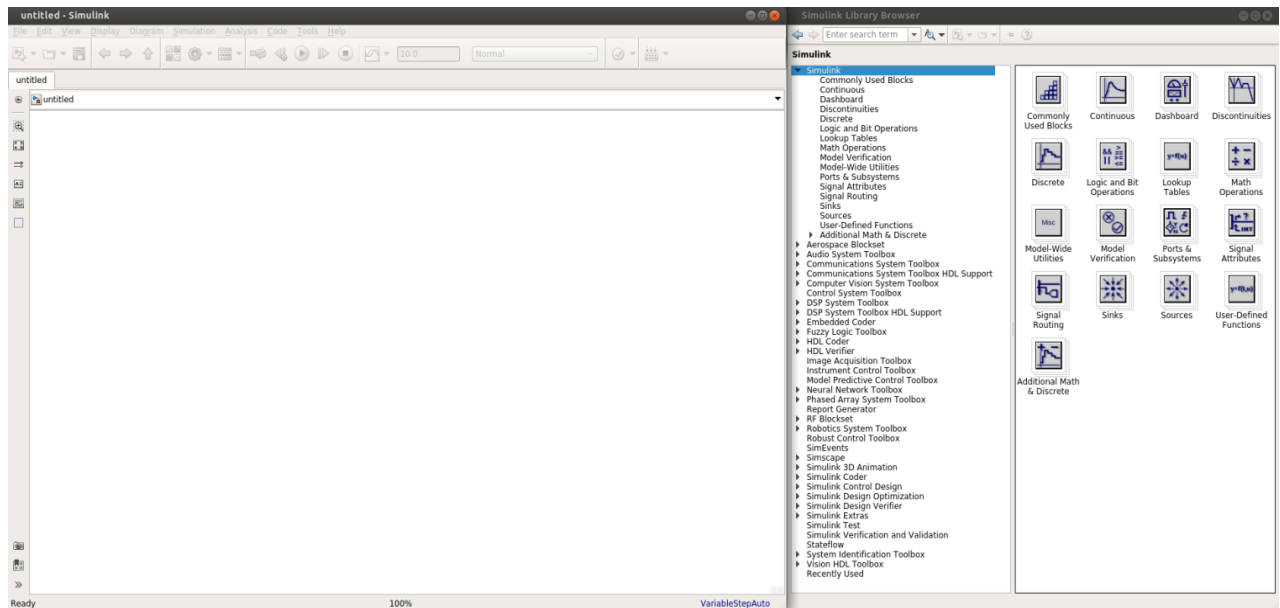 untitled - Simulink
File Edit View Display Diagram Simulation Analysis Code Tools Help
10.0 Normal
untitled
untitled
Ready 100% VariableStepAuto
Simulink Library Browser
Enter search term
Simulink
Simulink
Commonly Used Blocks
Continuous
Dashboard
Discontinuities
Discrete
Logic and Bit Operations
Lookup Tables
Math Operations
Model Verification
Model-Wide Utilities
Ports & Subsystems
Signal Attributes
Signal Routing
Sinks
Sources
User-Defined Functions
Additional Math & Discrete
Aerospace Blockset
Audio System Toolbox
Communications System Toolbox
Communications System Toolbox HDL Support
Computer Vision System Toolbox
Control System Toolbox
DSP System Toolbox
DSP System Toolbox HDL Support
Embedded Coder
Fuzzy Logic Toolbox
HDL Coder
HDL Verifier
Image Acquisition Toolbox
Instrument Control Toolbox
Model Predictive Control Toolbox
Neural Network Toolbox
Phased Array System Toolbox
Report Generator
RF Blockset
Robotics System Toolbox
Robust Control Toolbox
SimEvents
Simscape
Simulink 3D Animation
Simulink Coder
Simulink Control Design
Simulink Design Optimization
Simulink Design Verifier
Simulink Extras
Simulink Test
Simulink Verification and Validation
Stateflow
System Identification Toolbox
Vision HDL Toolbox
Recently Used
Commonly
Used Blocks
Continuous
Dashboard
Discontinuities
Discrete
Logic and Bit
Operations
y=f(u)
Lookup
Tables
Math
Operations
Misc
Model-Wide
Utilities
Model
Verification
Ports &
Subsystems
Signal
Attributes
Signal
Routing
Sinks
Sources
User-Defined
Functions
Additional Math
& Discrete